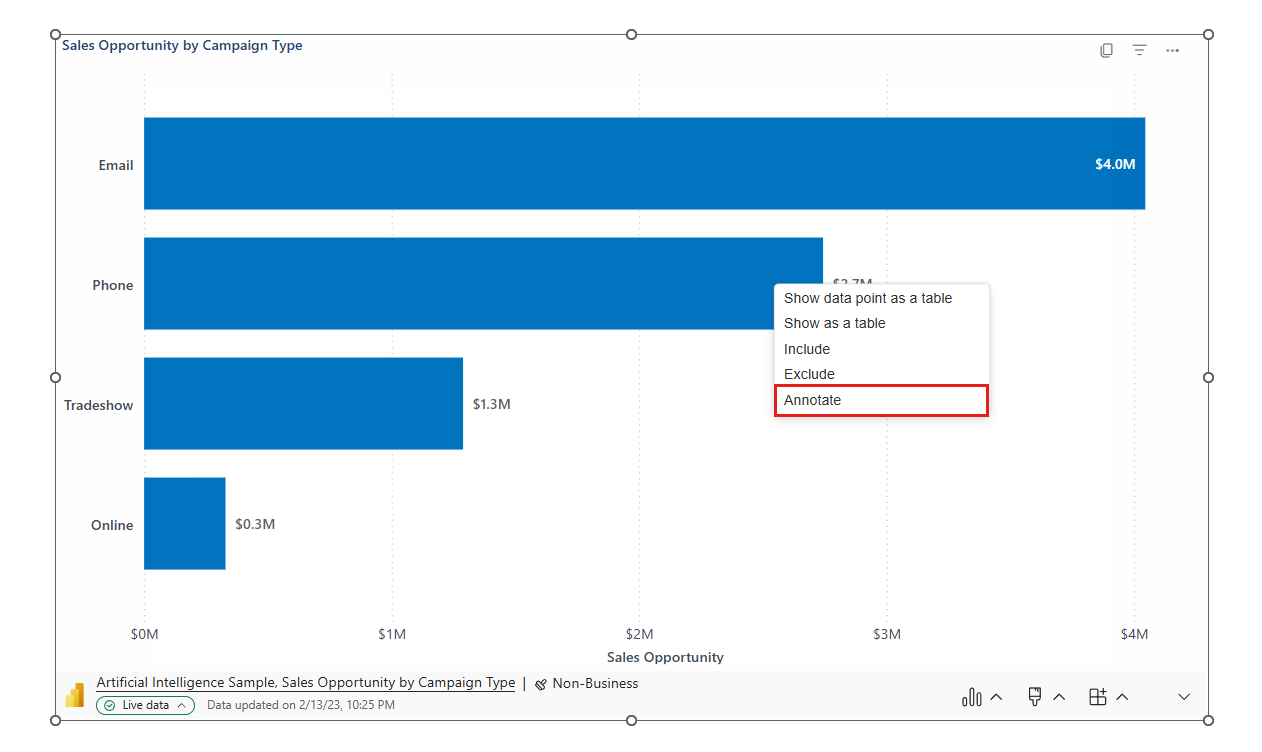 Sales Opportunity by Campaign Type
Email
$4.0M
Phone
Show data point as a table
Show as a table
Include
Exclude
Annotate
Tradeshow
$1.3M
Online
$0.3M
$0M $1M $2M $3M $4M
Sales Opportunity
Artificial Intelligence Sample, Sales Opportunity by Campaign Type | Non-Business
Live data Data updated on 2/13/23, 10:25 PM